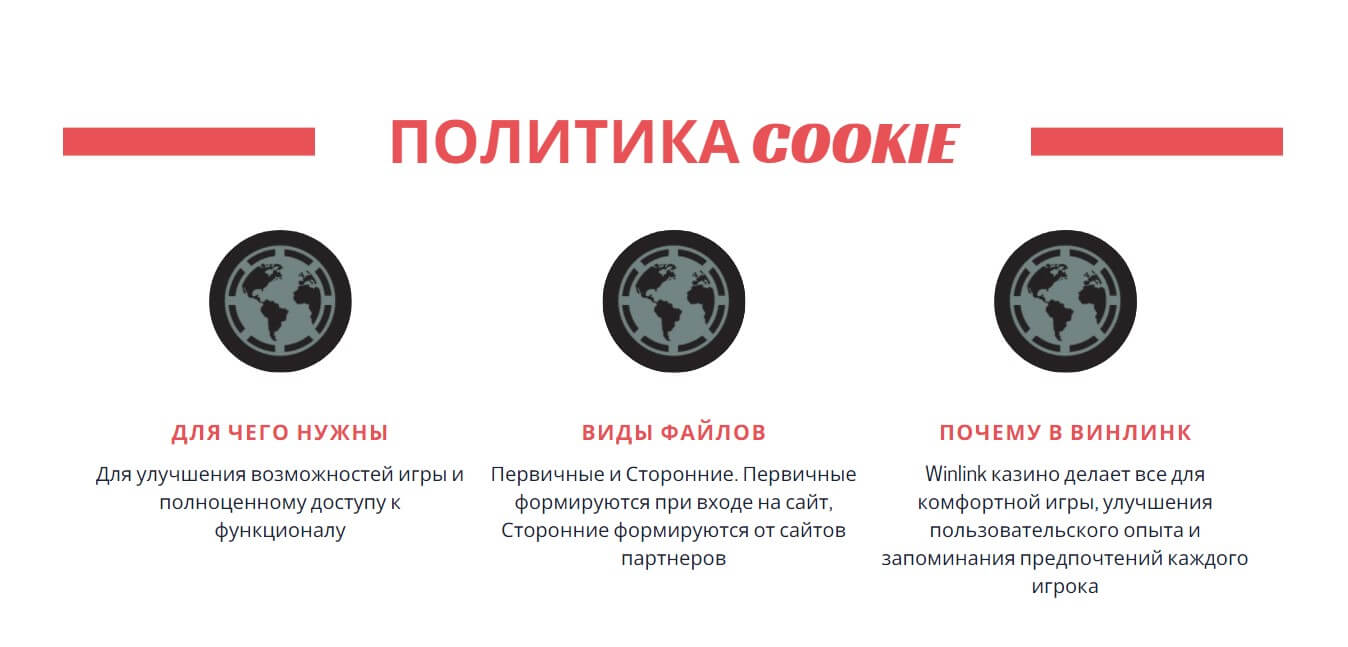 ПОЛИТИКА COOKIE
ДЛЯ ЧЕГО НУЖНЫ
Для улучшения возможностей игры и
полноценному доступу к
функционалу
ВИДЫ ФАЙЛОВ
Первичные и Сторонние. Первичные
формируются при входе на сайт,
Сторонние формируются от сайтов
партнеров
ПОЧЕМУ В ВИНЛИНК
Winlink казино делает все для
комфортной игры, улучшения
пользовательского опыта и
запоминания предпочтений каждого
игрока